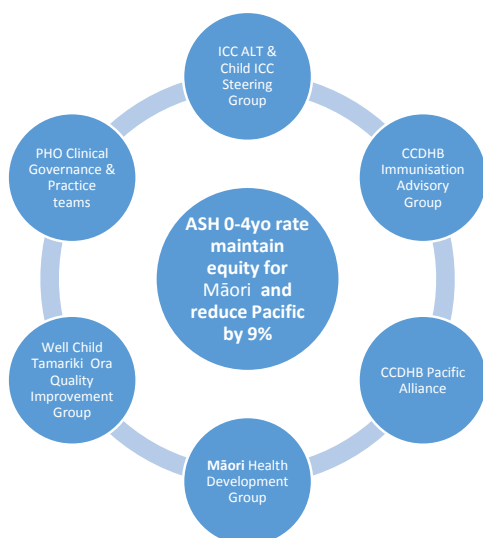 ICC ALT &
Child ICC
Steering
Group
PHO Clinical
Governance &
Practice
teams
CCDHB
Immunisation
Advisory
Group
ASH 0-4yo rate
maintain
equity for
Māori and
reduce Pacific
by 9%
Well Child
Tamariki Ora
Quality
Improvement
Group
CCDHB Pacific
Alliance
Māori Health
Development
Group